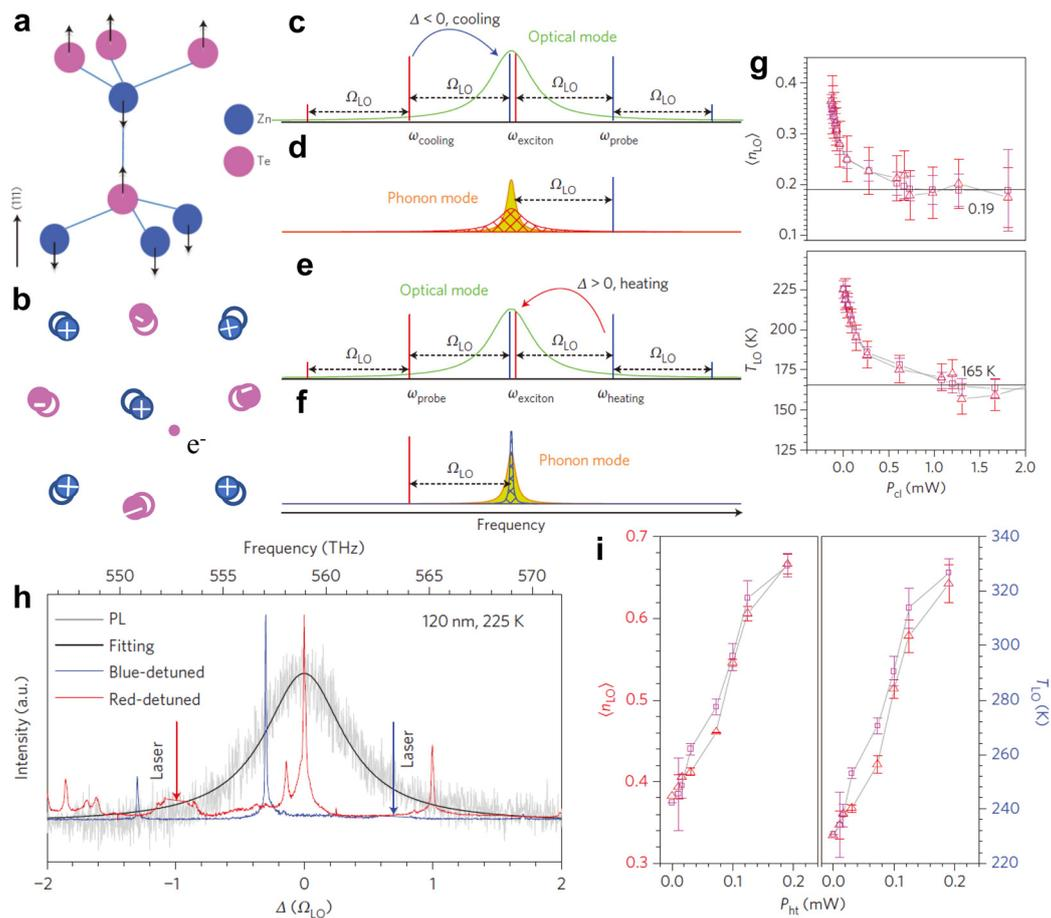 a
Zn
Te
(111)
b
e-
c
Δ < 0, cooling
Optical mode
Ω_LO
Ω_LO
Ω_LO
Ω_LO
ω_cooling
ω_exciton
ω_probe
d
Phonon mode
Ω_LO
e
Optical mode
Δ > 0, heating
Ω_LO
Ω_LO
Ω_LO
Ω_LO
ω_probe
ω_exciton
ω_heating
f
Ω_LO
Phonon mode
Frequency
g
⟨n_LO⟩
0.4
0.3
0.2
0.1
0.19
T_LO (K)
225
200
175
150
125
165 K
0.0 0.5 1.0 1.5 2.0
P_cl (mW)
h
Frequency (THz)
550 555 560 565 570
Intensity (a.u.)
PL
Fitting
Blue-detuned
Red-detuned
120 nm, 225 K
Laser
Laser
−2 −1 0 1 2
Δ (Ω_LO)
i
⟨n_LO⟩
0.7
0.6
0.5
0.4
0.3
0.0 0.1 0.2
0.0 0.1 0.2
P_ht (mW)
340
320
300
280
260
240
220
T_LO (K)